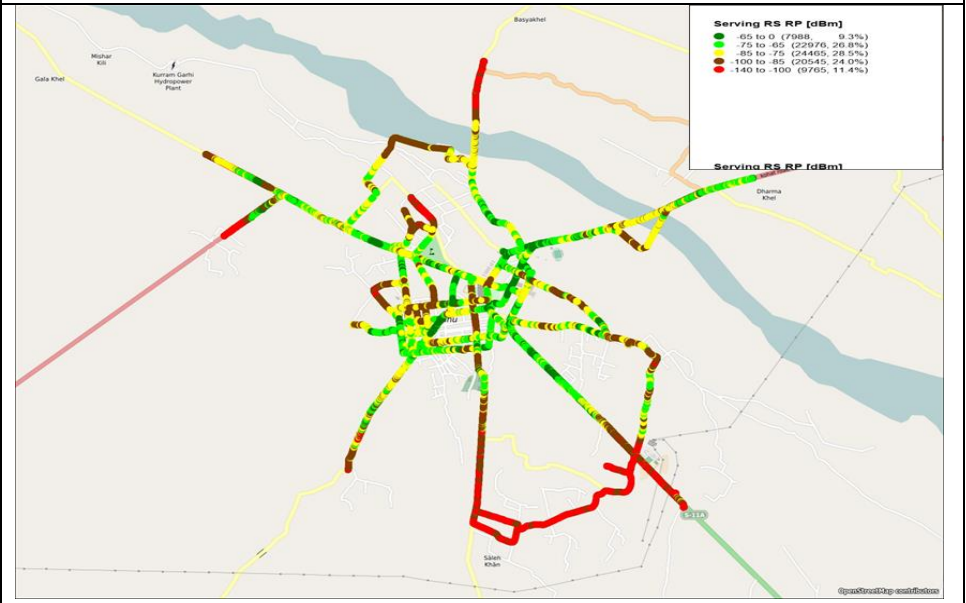 Basyakhel
Serving RS RP [dBm]
-65 to 0 (7988, 9.3%)
-75 to -65 (22976, 26.8%)
-85 to -75 (24465, 28.5%)
-100 to -85 (20545, 24.0%)
-140 to -100 (9765, 11.4%)
Serving RS RP [dBm]
Mishar
Kili
Gala Khel
Kurram Garhi
Hydropower
Plant
Dharma
Khel
S-11A
Saleh
Khan
OpenStreetMap contributors